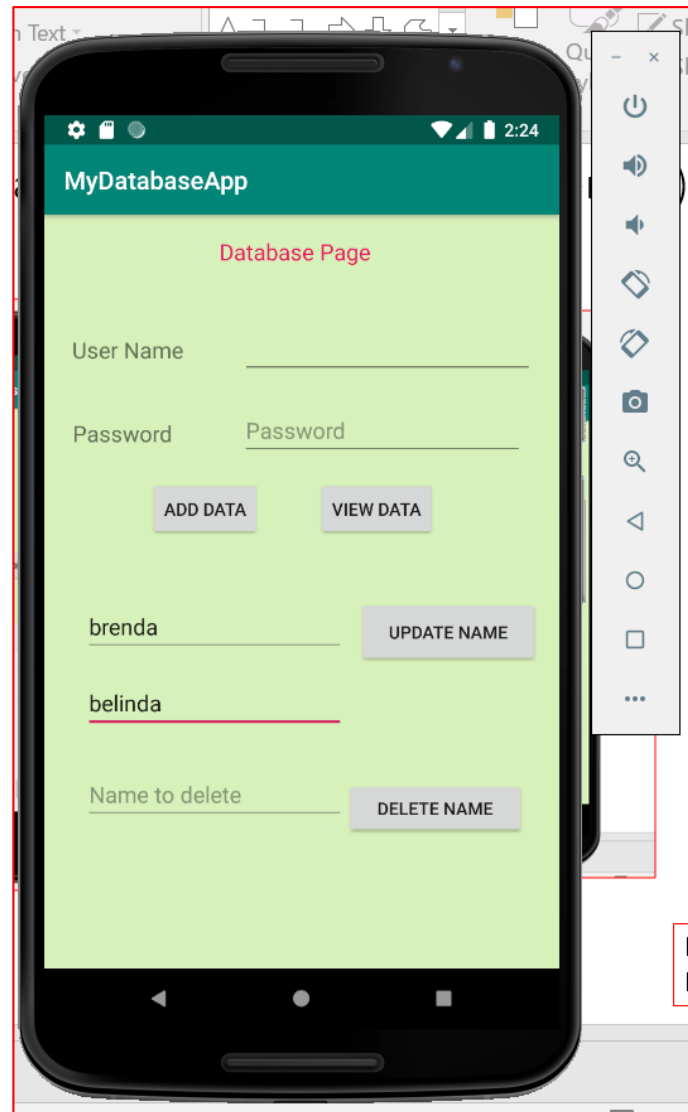 Text
Qu
2:24
MyDatabaseApp
Database Page
User Name
Password Password
ADD DATA VIEW DATA
brenda UPDATE NAME
belinda
Name to delete DELETE NAME